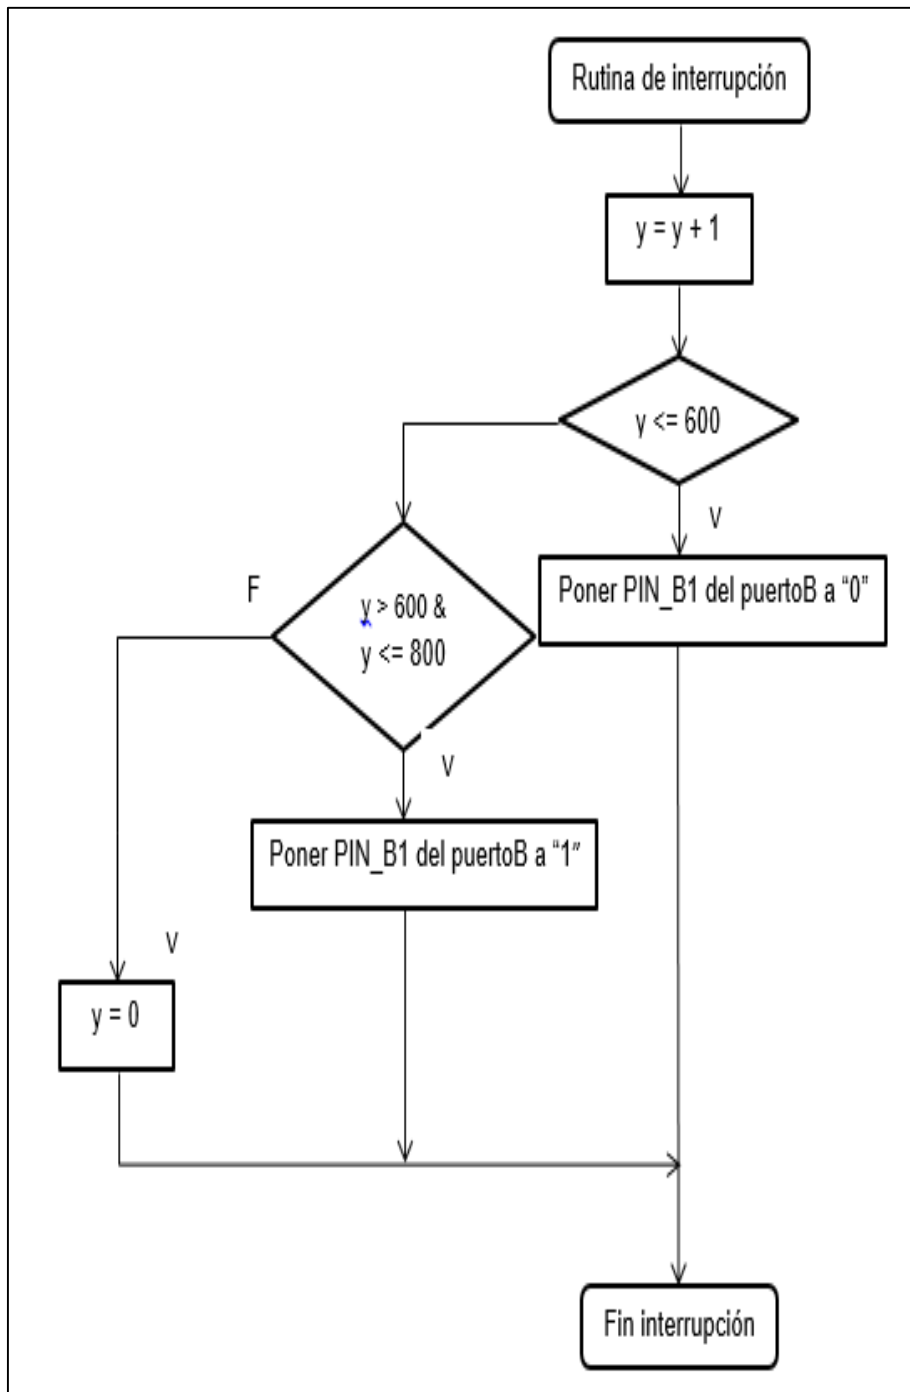 Rutina de interrupción
y = y + 1
y <= 600
V
Poner PIN_B1 del puertoB a “0”
F
y > 600 &
y <= 800
V
Poner PIN_B1 del puertoB a “1”
V
y = 0
Fin interrupción